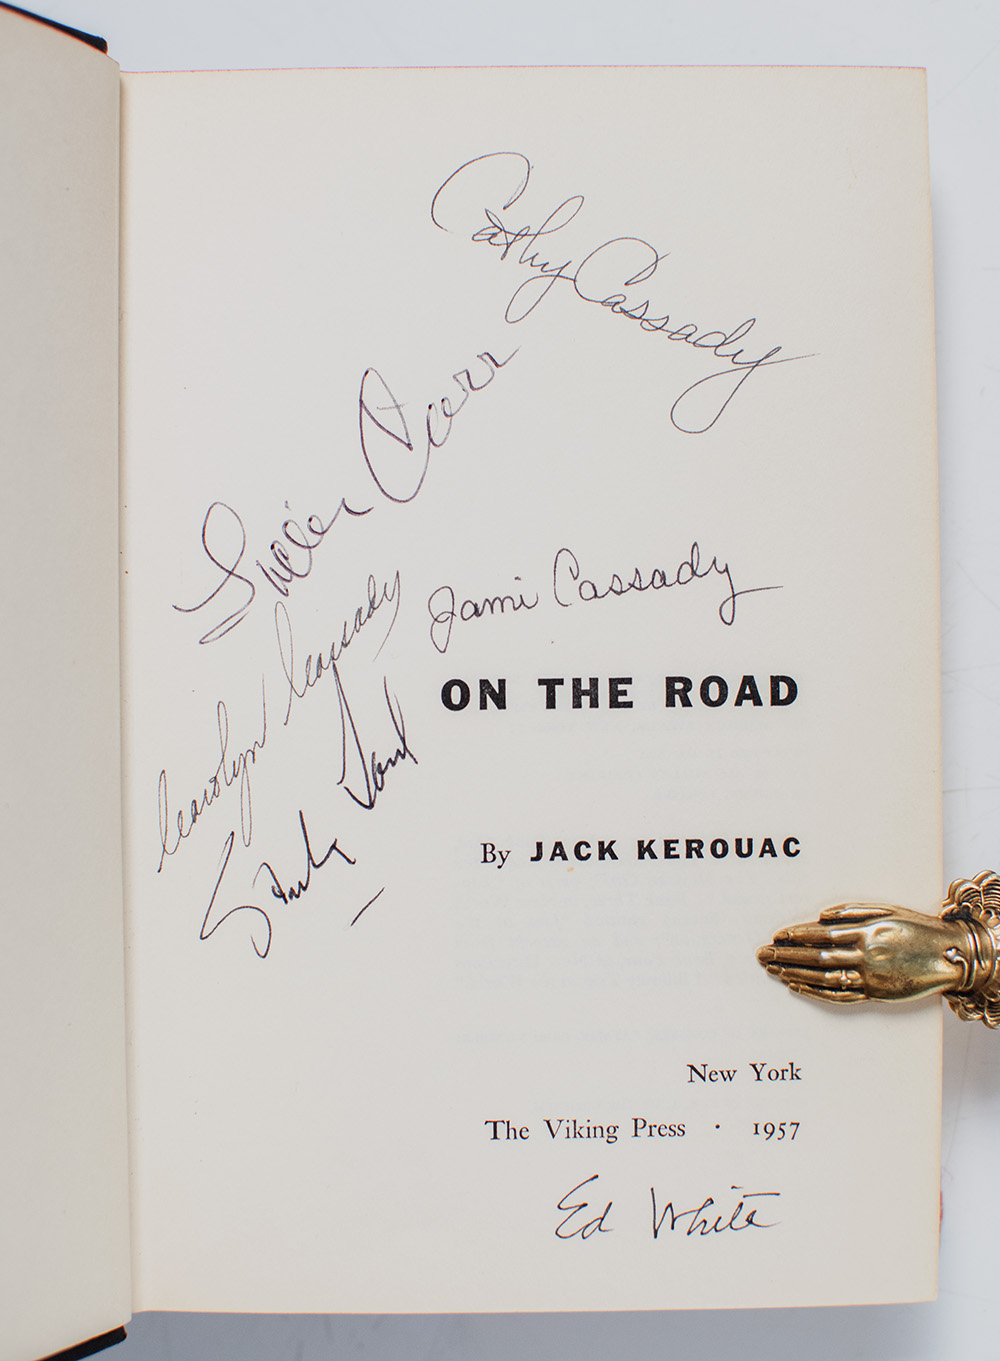 Cathy Cassady
Lucien Carr
Jami Cassady
Carolyn Cassady
ON THE ROAD
By JACK KEROUAC
New York
The Viking Press · 1957
Ed White